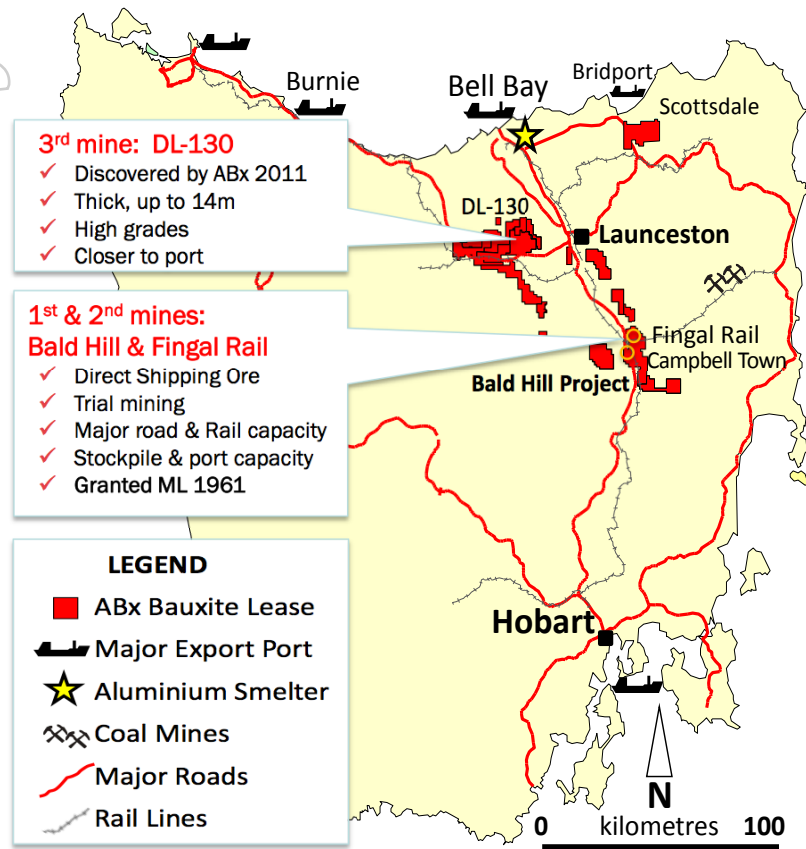 Burnie
Bell Bay
Bridport
Scottsdale
3rd mine: DL-130
✓ Discovered by ABx 2011
✓ Thick, up to 14m
✓ High grades
✓ Closer to port
DL-130
Launceston
1st & 2nd mines:
Bald Hill & Fingal Rail
✓ Direct Shipping Ore
✓ Trial mining
✓ Major road & Rail capacity
✓ Stockpile & port capacity
✓ Granted ML 1961
Fingal Rail
Campbell Town
Bald Hill Project
LEGEND
ABx Bauxite Lease
Major Export Port
Aluminium Smelter
Coal Mines
Major Roads
Rail Lines
Hobart
N
0 kilometres 100